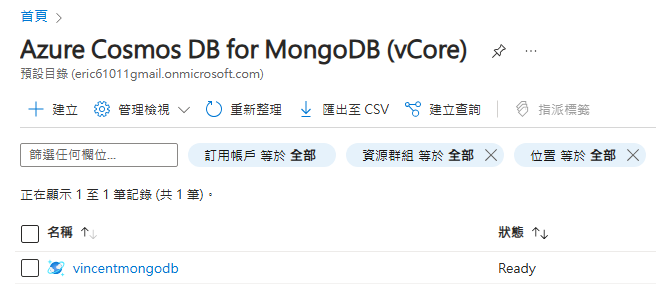 首頁 >
Azure Cosmos DB for MongoDB (vCore) ...
預設目錄 (eric61011gmail.onmicrosoft.com)
+ 建立 管理檢視 重新整理 匯出至 CSV 建立查詢 指派標籤
篩選任何欄位... 訂用帳戶 等於 全部 資源群組 等於 全部 × 位置 等於 全部 ×
正在顯示 1 至 1 筆記錄 (共 1 筆)。
名稱 ↑↓ 狀態 ↑↓
vincentmongodb Ready